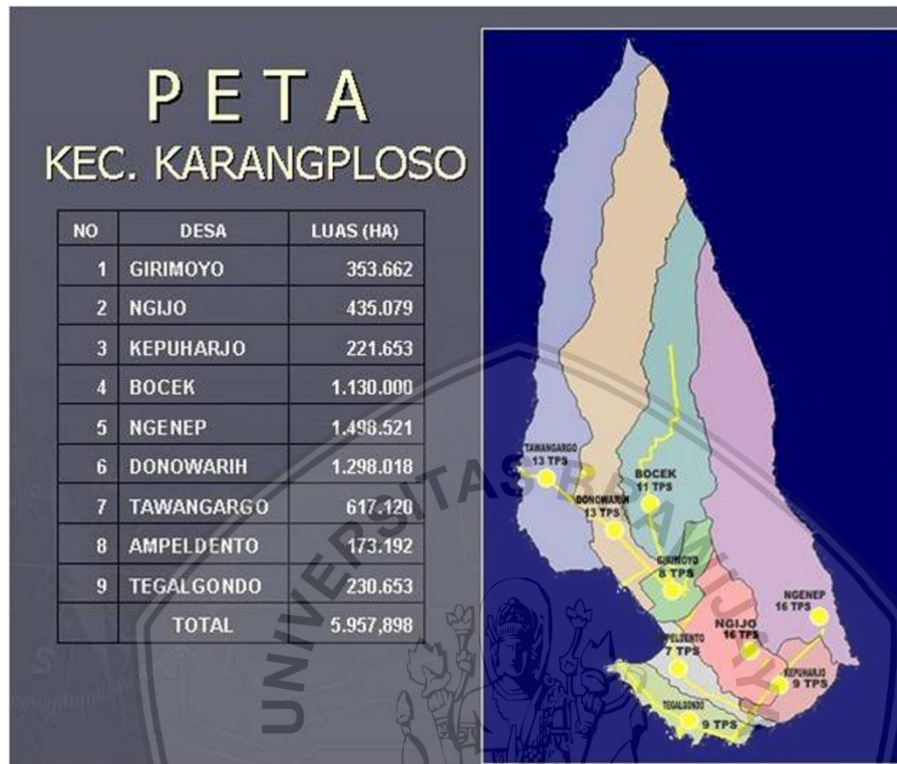 P E T A
KEC. KARANGPLOSO
NO DESA LUAS (HA)
1 GIRIMOYO 353.662
2 NGIJO 435.079
3 KEPUHARJO 221.653
4 BOCEK 1.130.000
5 NGENEP 1.498.521
6 DONOWARIH 1.298.018
7 TAWANGARGO 617.120
8 AMPELDENTO 173.192
9 TEGALGONDO 230.653
TOTAL 5.957,898
TAWANGARGO
13 TPS
BOCEK
11 TPS
DONOWARIH
13 TPS
GIRIMOYO
8 TPS
NGENEP
16 TPS
NGIJO
16 TPS
PELDENTO
7 TPS
KEPUHARJO
9 TPS
TEGALGONDO
9 TPS
UNIVERSITAS BRAWIJAYA